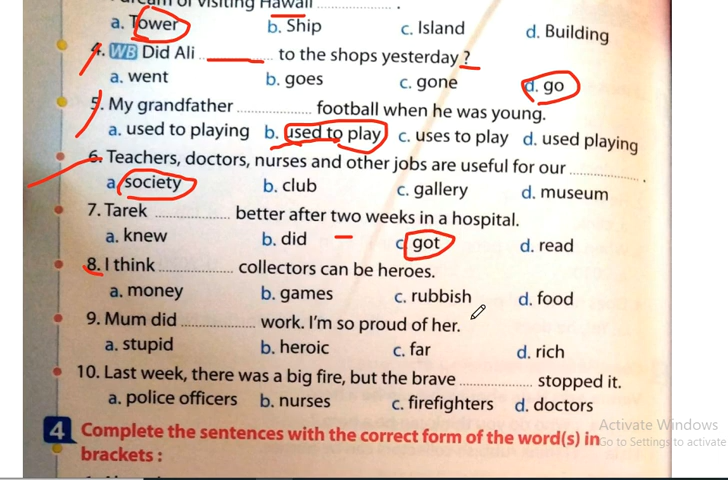 of visiting Hawaii ............... .
a. Tower b. Ship c. Island d. Building
4. WB Did Ali ________ to the shops yesterday ?
a. went b. goes c. gone d. go
5. My grandfather ............... football when he was young.
a. used to playing b. used to play c. uses to play d. used playing
6. Teachers, doctors, nurses and other jobs are useful for our ............... .
a. society b. club c. gallery d. museum
7. Tarek ............... better after two weeks in a hospital.
a. knew b. did c. got d. read
8. I think ............... collectors can be heroes.
a. money b. games c. rubbish d. food
9. Mum did ............... work. I'm so proud of her.
a. stupid b. heroic c. far d. rich
10. Last week, there was a big fire, but the brave ............... stopped it.
a. police officers b. nurses c. firefighters d. doctors
4 Complete the sentences with the correct form of the word(s) in
brackets :
Activate Windows
Go to Settings to activate